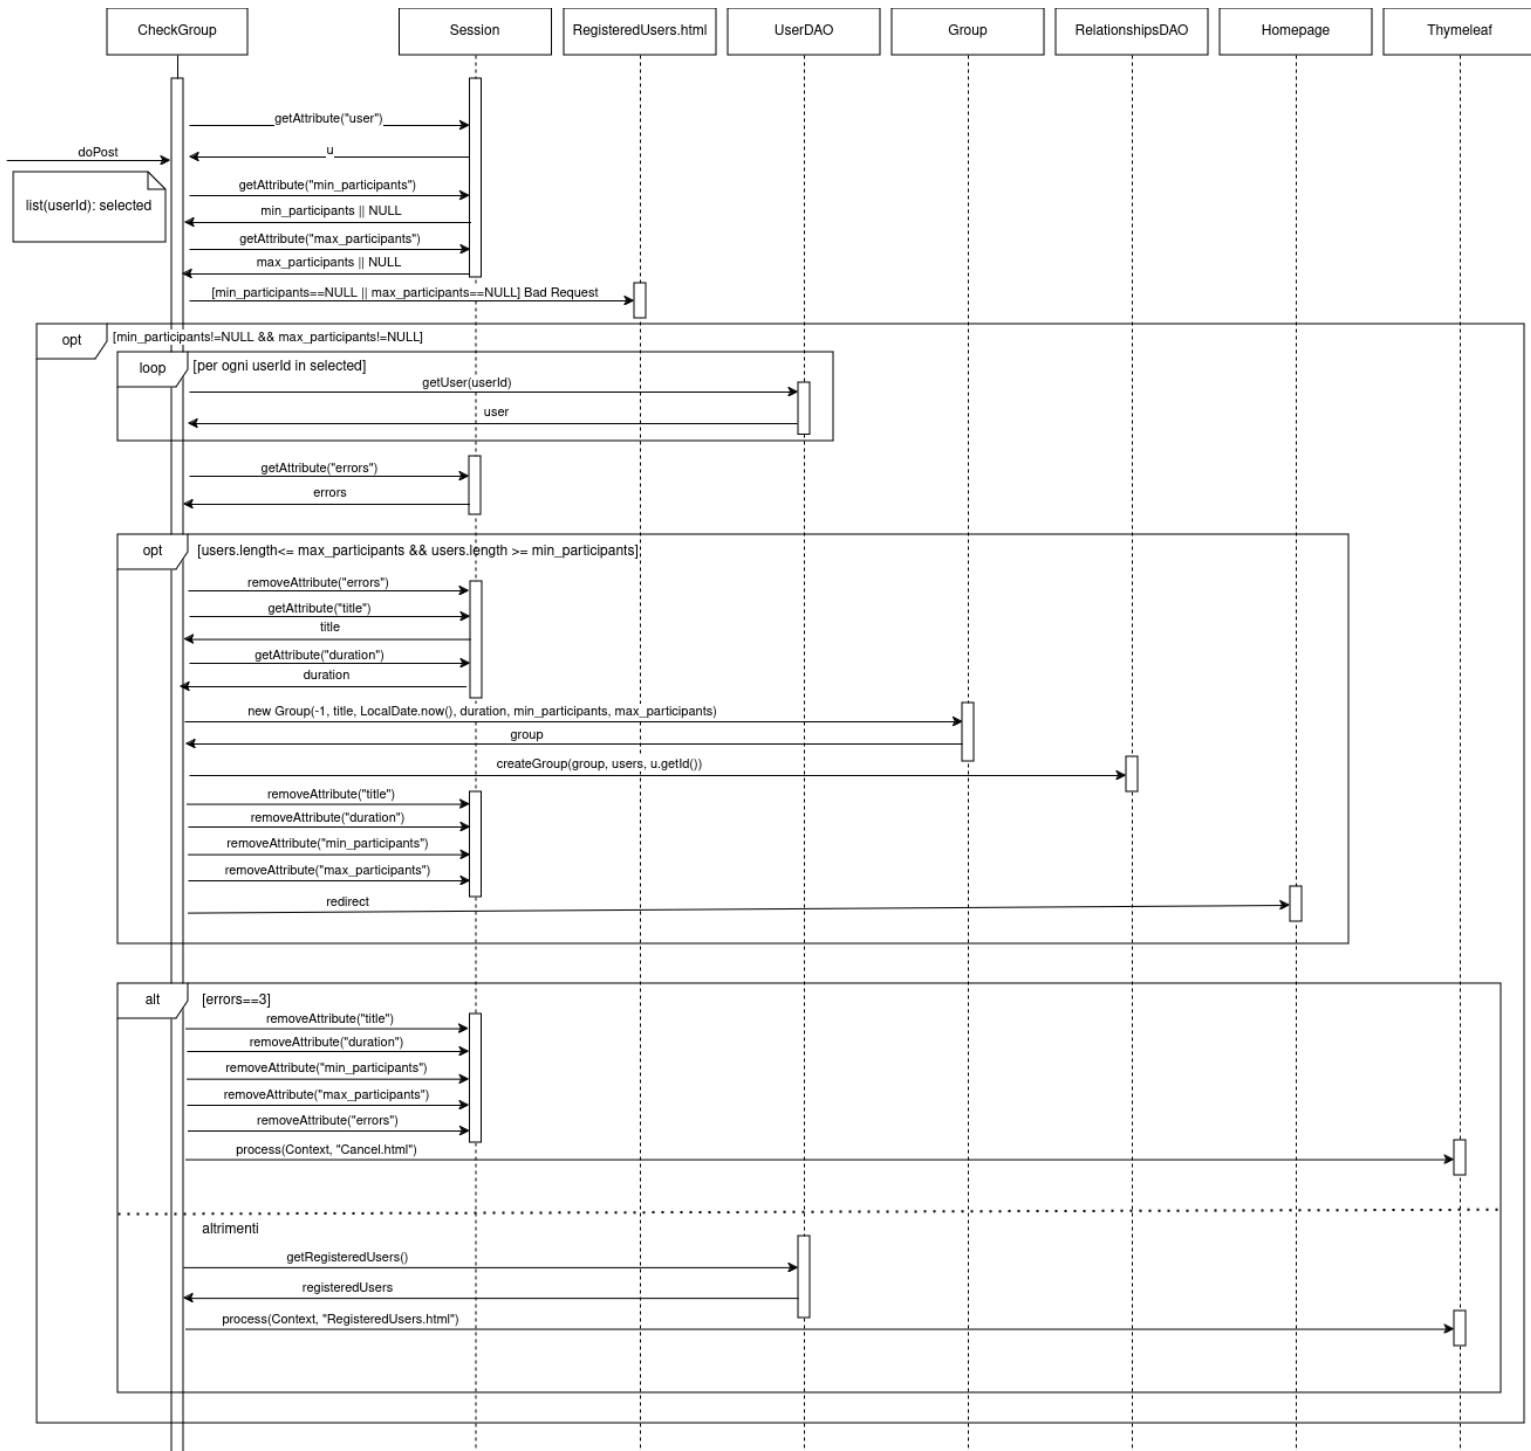 CheckGroup
Session
RegisteredUsers.html
UserDAO
Group
RelationshipsDAO
Homepage
Thymeleaf
getAttribute("user")
doPost
u
list(userId): selected
getAttribute("min_participants")
min_participants || NULL
getAttribute("max_participants")
max_participants || NULL
[min_participants==NULL || max_participants==NULL] Bad Request
opt
[min_participants!=NULL && max_participants!=NULL]
loop
[per ogni userId in selected]
getUser(userId)
user
getAttribute("errors")
errors
opt
[users.length<= max_participants && users.length >= min_participants]
removeAttribute("errors")
getAttribute("title")
title
getAttribute("duration")
duration
new Group(-1, title, LocalDate.now(), duration, min_participants, max_participants)
group
createGroup(group, users, u.getId())
removeAttribute("title")
removeAttribute("duration")
removeAttribute("min_participants")
removeAttribute("max_participants")
redirect
alt
[errors==3]
removeAttribute("title")
removeAttribute("duration")
removeAttribute("min_participants")
removeAttribute("max_participants")
removeAttribute("errors")
process(Context, "Cancel.html")
altrimenti
getRegisteredUsers()
registeredUsers
process(Context, "RegisteredUsers.html")